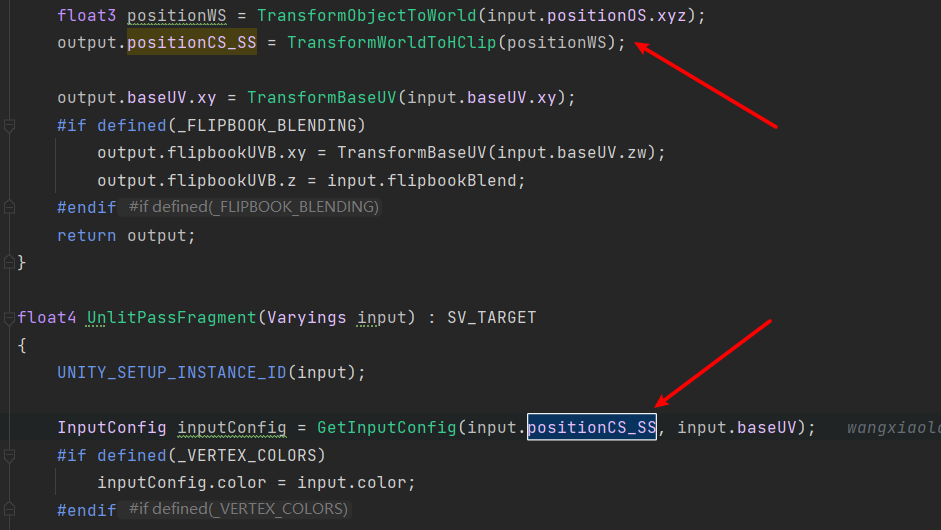 float3 positionWS = TransformObjectToWorld(input.positionOS.xyz);
output.positionCS_SS = TransformWorldToHClip(positionWS);
output.baseUV.xy = TransformBaseUV(input.baseUV.xy);
#if defined(_FLIPBOOK_BLENDING)
output.flipbookUVB.xy = TransformBaseUV(input.baseUV.zw);
output.flipbookUVB.z = input.flipbookBlend;
#endif #if defined(_FLIPBOOK_BLENDING)
return output;
}
float4 UnlitPassFragment(Varyings input) : SV_TARGET
{
UNITY_SETUP_INSTANCE_ID(input);
InputConfig inputConfig = GetInputConfig(input.positionCS_SS, input.baseUV);
#if defined(_VERTEX_COLORS)
inputConfig.color = input.color;
#endif #if defined(_VERTEX_COLORS)